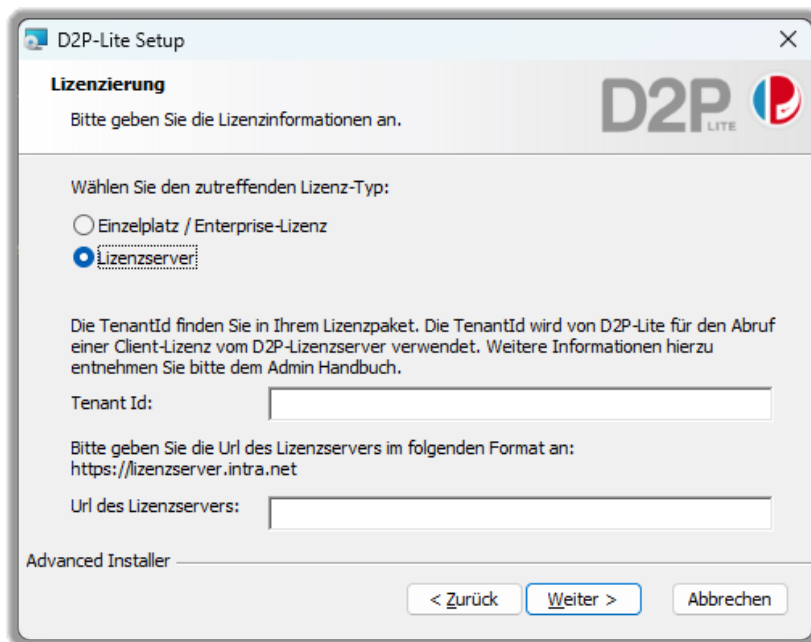 D2P-Lite Setup
Lizenzierung
Bitte geben Sie die Lizenzinformationen an.
D2P
LITE
Wählen Sie den zutreffenden Lizenz-Typ:
Einzelplatz / Enterprise-Lizenz
Lizenzserver
Die TenantId finden Sie in Ihrem Lizenzpaket. Die TenantId wird von D2P-Lite für den Abruf
einer Client-Lizenz vom D2P-Lizenzserver verwendet. Weitere Informationen hierzu
entnehmen Sie bitte dem Admin Handbuch.
Tenant Id:
Bitte geben Sie die Url des Lizenzservers im folgenden Format an:
https://lizenzserver.intra.net
Url des Lizenzservers:
Advanced Installer
< Zurück Weiter > Abbrechen